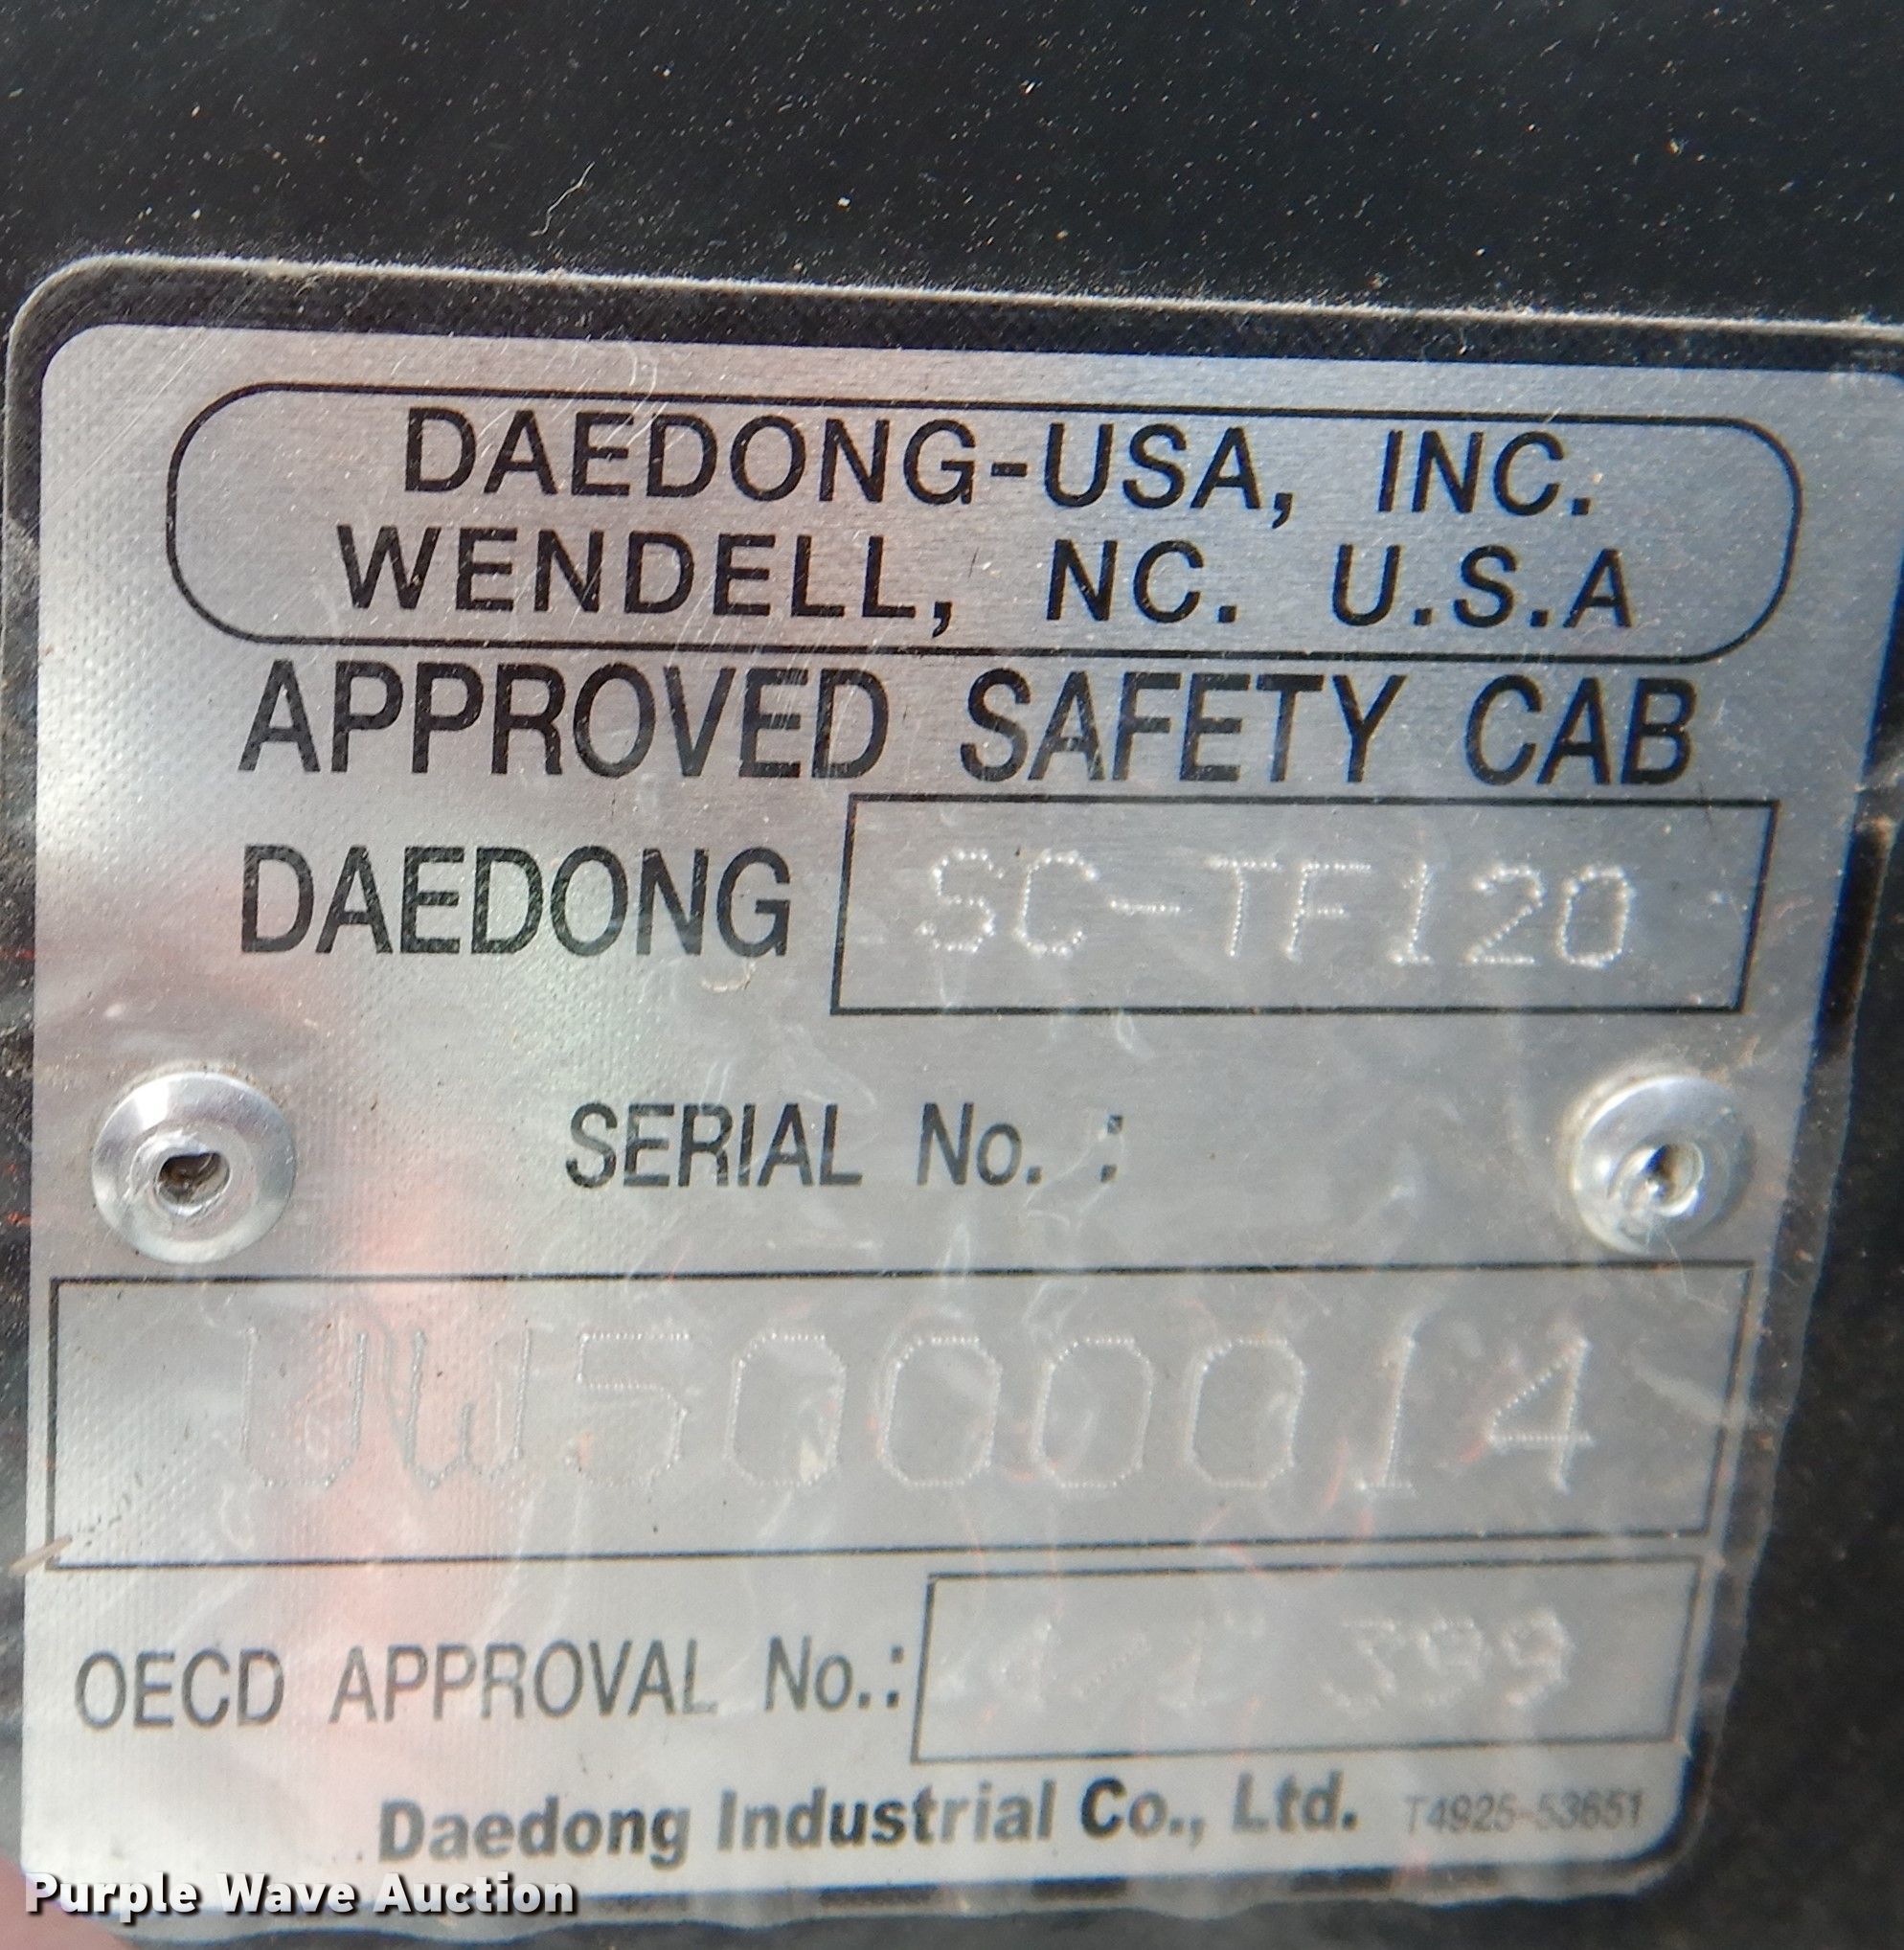 DAEDONG-USA, INC.
WENDELL, NC. U.S.A
APPROVED SAFETY CAB
DAEDONG SC-TF120
SERIAL No. :
OECD APPROVAL No.:
Daedong Industrial Co., Ltd. T4925-53651
Purple Wave Auction